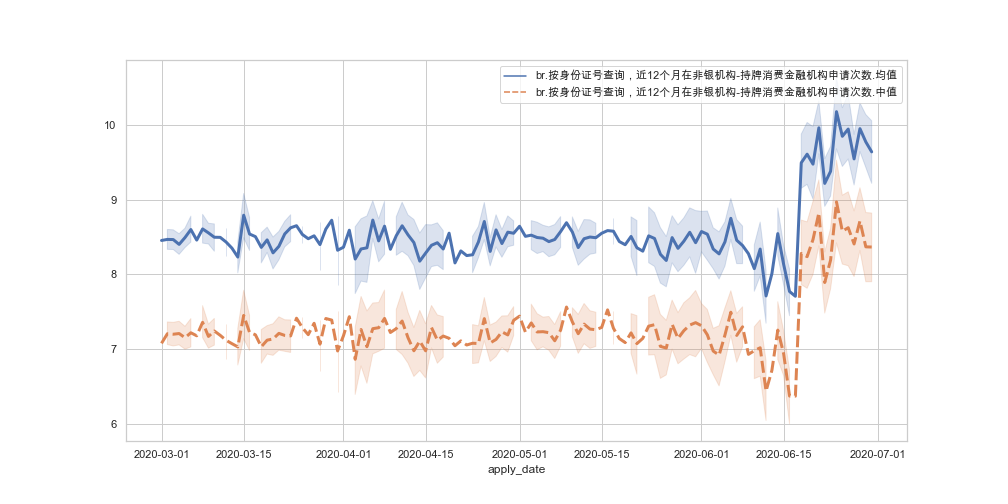 br.按身份证号查询，近12个月在非银机构-持牌消费金融机构申请次数.均值
br.按身份证号查询，近12个月在非银机构-持牌消费金融机构申请次数.中值
10
9
8
7
6
2020-03-01 2020-03-15 2020-04-01 2020-04-15 2020-05-01 2020-05-15 2020-06-01 2020-06-15 2020-07-01
apply_date